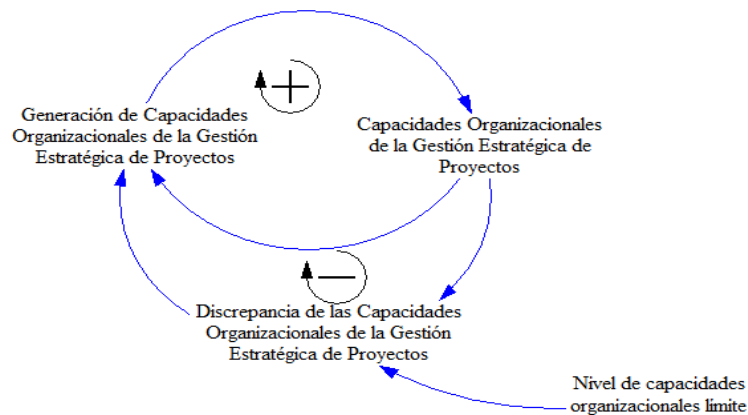 Generación de Capacidades
Organizacionales de la Gestión
Estratégica de Proyectos
Capacidades Organizacionales
de la Gestión Estratégica de
Proyectos
Discrepancia de las Capacidades
Organizacionales de la Gestión
Estratégica de Proyectos
Nivel de capacidades
organizacionales limite